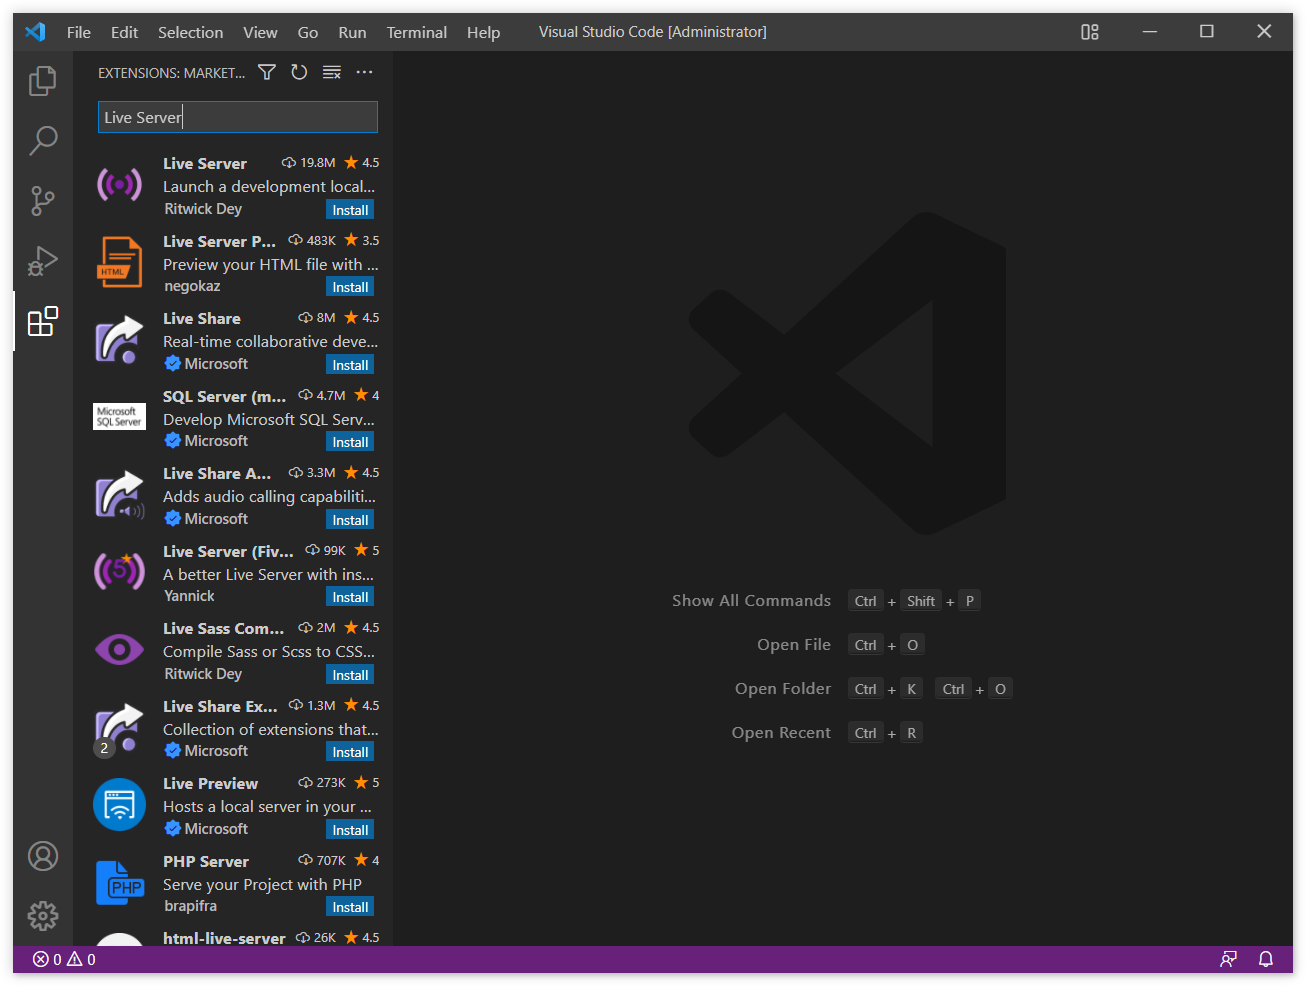 File Edit Selection View Go Run Terminal Help Visual Studio Code [Administrator]
EXTENSIONS: MARKET...
Live Server
Live Server 19.8M 4.5
Launch a development local...
Ritwick Dey Install
Live Server P... 483K 3.5
Preview your HTML file with ...
negokaz Install
HTML
Live Share 8M 4.5
Real-time collaborative deve...
Microsoft Install
SQL Server (m... 4.7M 4
Develop Microsoft SQL Serv...
Microsoft Install
Microsoft
SQL Server
Live Share A... 3.3M 4.5
Adds audio calling capabiliti...
Microsoft Install
Live Server (Fiv... 99K 5
A better Live Server with ins...
Yannick Install
5
Live Sass Com... 2M 4.5
Compile Sass or Scss to CSS...
Ritwick Dey Install
Live Share Ex... 1.3M 4.5
Collection of extensions that...
Microsoft Install
2
Live Preview 273K 5
Hosts a local server in your ...
Microsoft Install
PHP Server 707K 4
Serve your Project with PHP
brapifra Install
PHP
html-live-server 26K 4.5
Show All Commands Ctrl + Shift + P
Open File Ctrl + O
Open Folder Ctrl + K Ctrl + O
Open Recent Ctrl + R
0 0